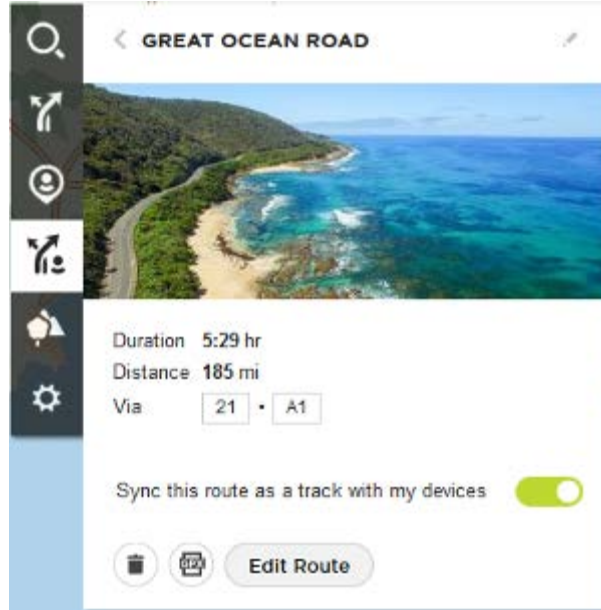 GREAT OCEAN ROAD
Duration 5:29 hr
Distance 185 mi
Via 21 • A1
Sync this route as a track with my devices
Edit Route